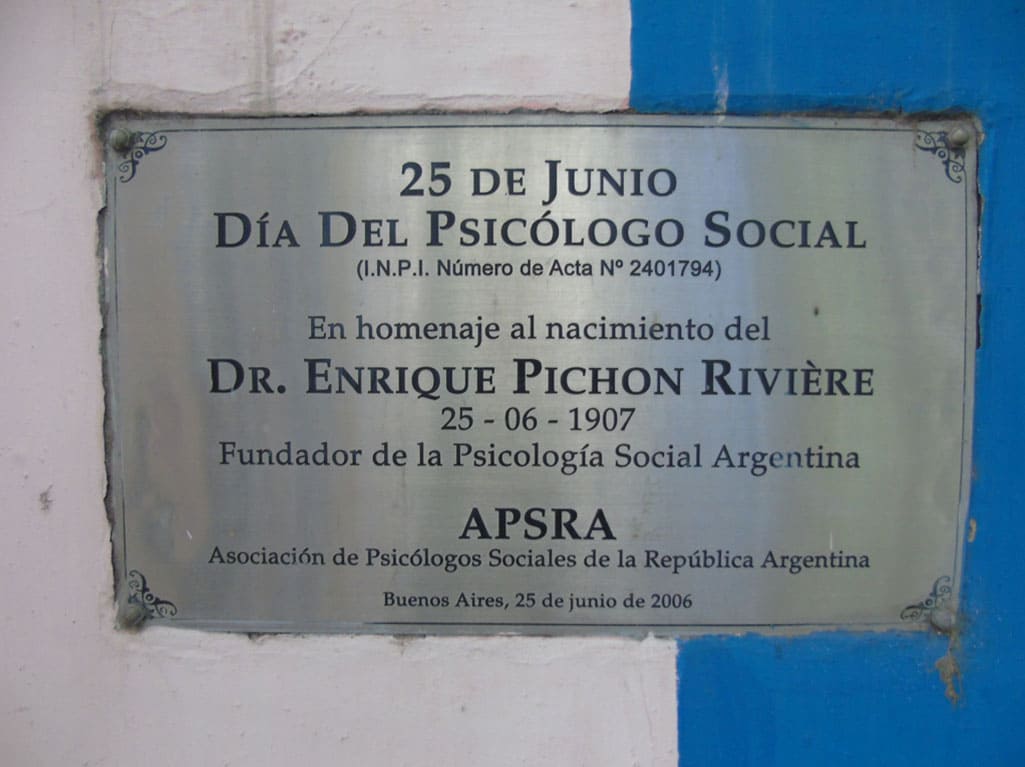 25 DE JUNIO
DÍA DEL PSICÓLOGO SOCIAL
(I.N.P.I. Número de Acta Nº 2401794)
En homenaje al nacimiento del
DR. ENRIQUE PICHON RIVIÈRE
25 - 06 - 1907
Fundador de la Psicología Social Argentina
APSRA
Asociación de Psicólogos Sociales de la República Argentina
Buenos Aires, 25 de junio de 2006